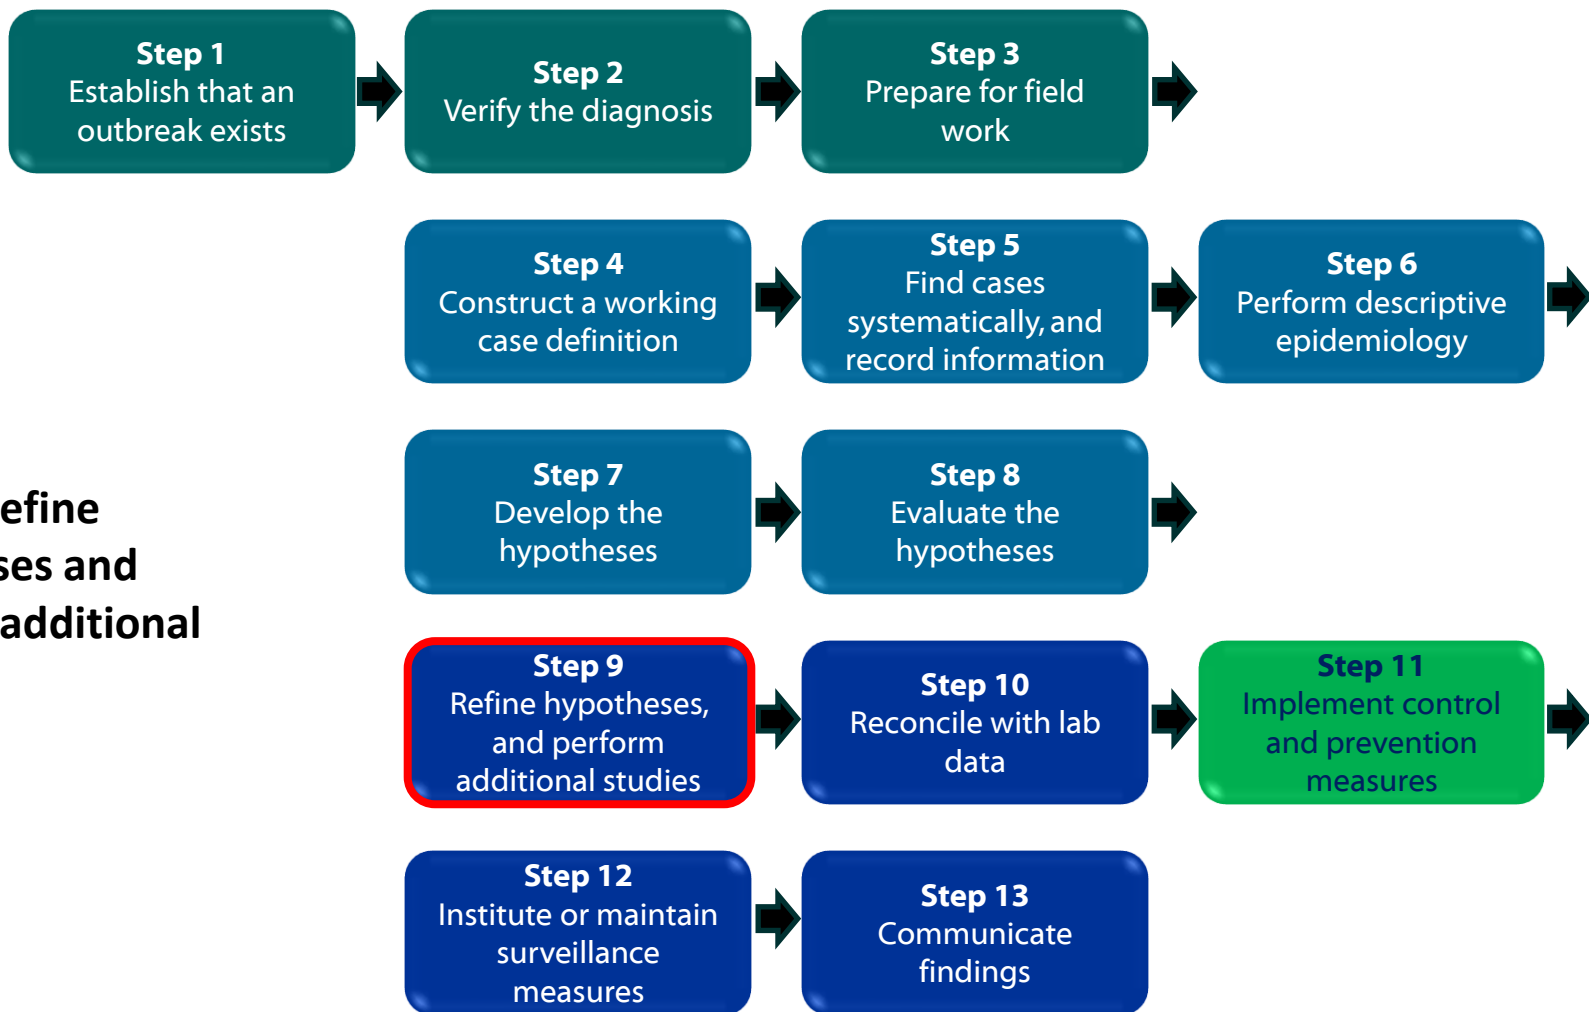 Step 1
Establish that an
outbreak exists
Step 2
Verify the diagnosis
Step 3
Prepare for field
work
Step 4
Construct a working
case definition
Step 5
Find cases
systematically, and
record information
Step 6
Perform descriptive
epidemiology
Step 7
Develop the
hypotheses
Step 8
Evaluate the
hypotheses
efine
ses and
additional
Step 9
Refine hypotheses,
and perform
additional studies
Step 10
Reconcile with lab
data
Step 11
Implement control
and prevention
measures
Step 12
Institute or maintain
surveillance
measures
Step 13
Communicate
findings